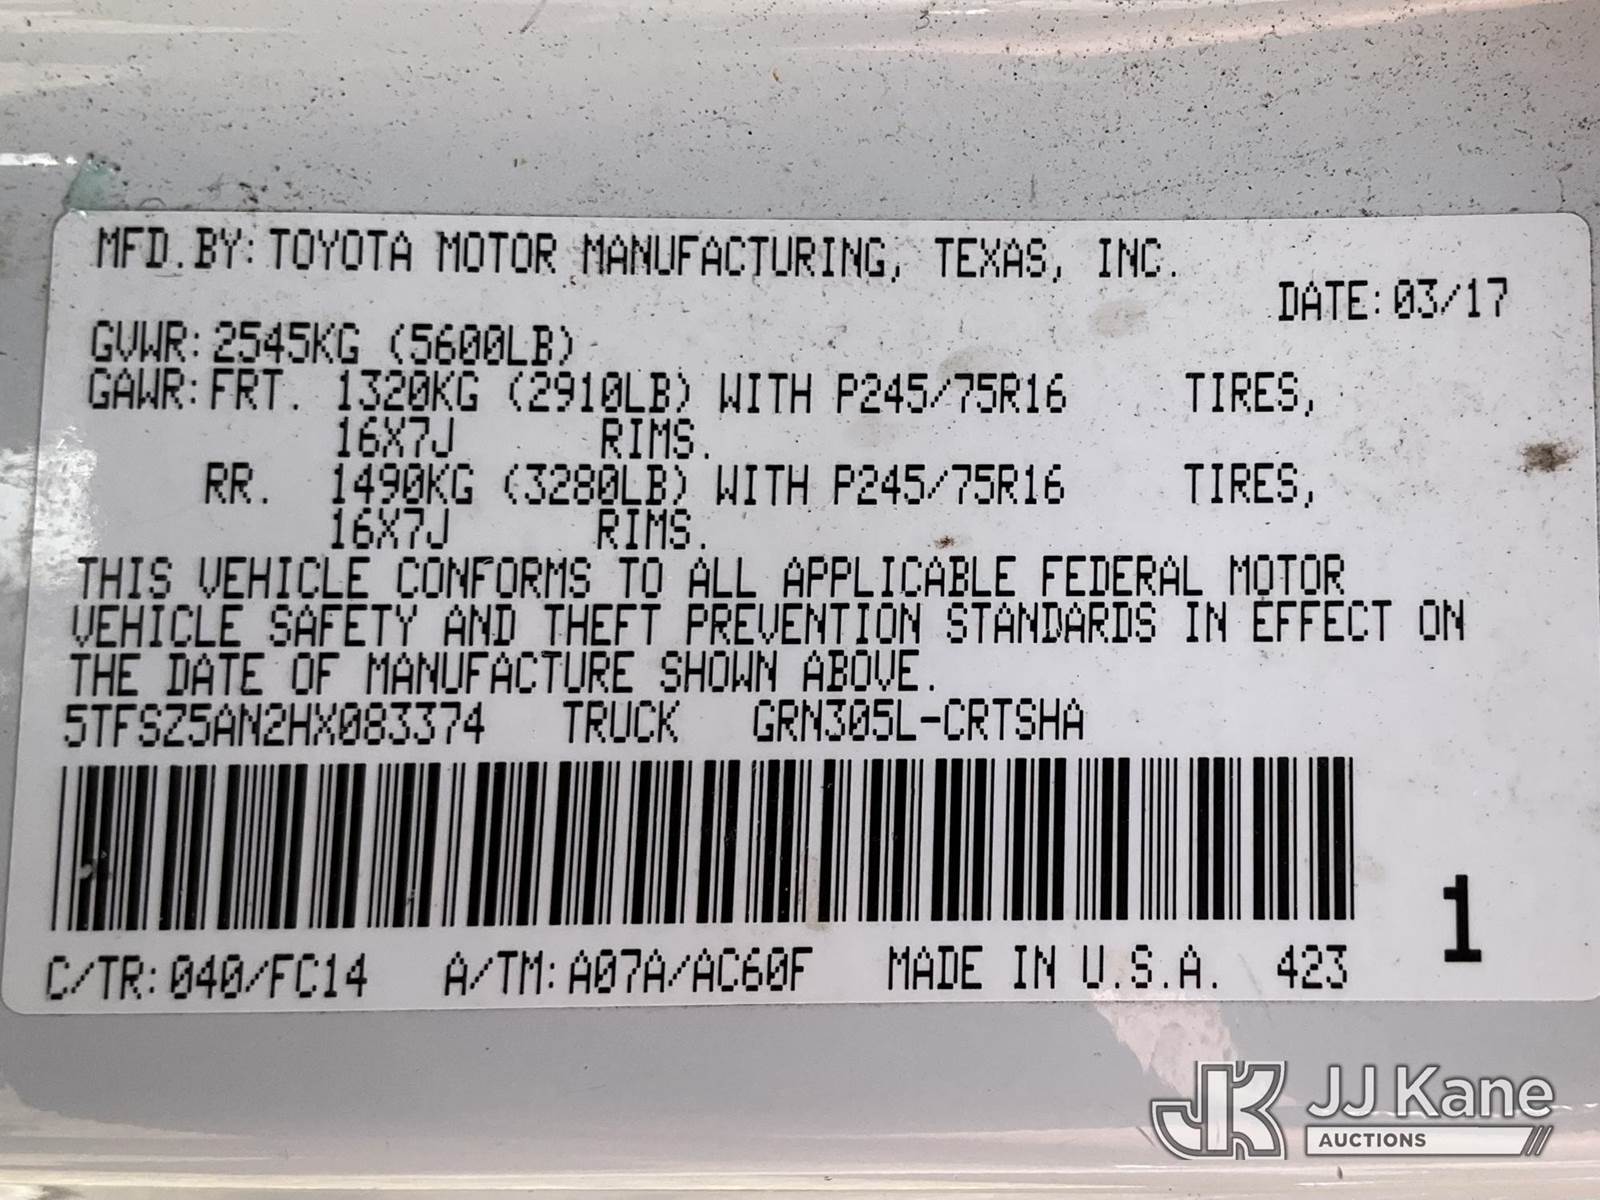 MFD.BY: TOYOTA MOTOR MANUFACTURING, TEXAS, INC.
DATE: 03/17
GVWR: 2545KG (5600LB)
GAWR: FRT. 1320KG (2910LB) WITH P245/75R16 TIRES,
16X7J RIMS.
RR. 1490KG (3280LB) WITH P245/75R16 TIRES,
16X7J RIMS.
THIS VEHICLE CONFORMS TO ALL APPLICABLE FEDERAL MOTOR
VEHICLE SAFETY AND THEFT PREVENTION STANDARDS IN EFFECT ON
THE DATE OF MANUFACTURE SHOWN ABOVE.
5TFSZ5AN2HX083374 TRUCK GRN305L-CRTSHA
1
C/TR: 040/FC14 A/TM: A07A/AC60F MADE IN U.S.A. 423
JK JJ Kane
AUCTIONS